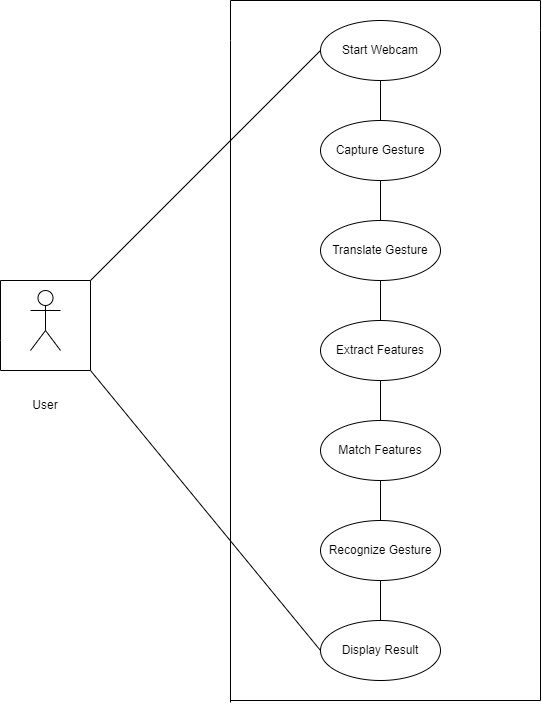 Start Webcam
Capture Gesture
Translate Gesture
Extract Features
User
Match Features
Recognize Gesture
Display Result